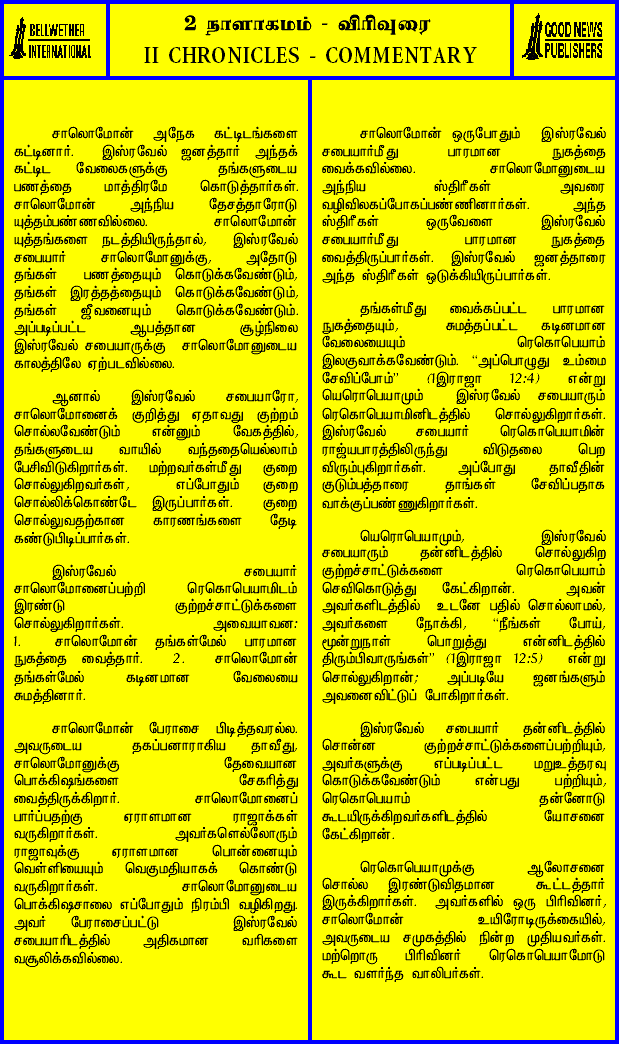 BELLWETHER
INTERNATIONAL
2 நாளாகமம் - விரிவுரை
II CHRONICLES - COMMENTARY
GOOD NEWS
PUBLISHERS
சாலொமோன் அநேக கட்டிடங்களை
கட்டினார். இஸ்ரவேல் ஜனத்தார் அந்தக்
கட்டிட வேலைகளுக்கு தங்களுடைய
பணத்தை மாத்திரமே கொடுத்தார்கள்.
சாலொமோன் அந்நிய தேசத்தாரோடு
யுத்தம்பண்ணவில்லை. சாலொமோன்
யுத்தங்களை நடத்தியிருந்தால், இஸ்ரவேல்
சபையார் சாலொமோனுக்கு, அதோடு
தங்கள் பணத்தையும் கொடுக்கவேண்டும்,
தங்கள் இரத்தத்தையும் கொடுக்கவேண்டும்,
தங்கள் ஜீவனையும் கொடுக்கவேண்டும்.
அப்படிப்பட்ட ஆபத்தான சூழ்நிலை
இஸ்ரவேல் சபையாருக்கு சாலொமோனுடைய
காலத்திலே ஏற்படவில்லை.
ஆனால் இஸ்ரவேல் சபையாரோ,
சாலொமோனைக் குறித்து ஏதாவது குற்றம்
சொல்லவேண்டும் என்னும் வேகத்தில்,
தங்களுடைய வாயில் வந்ததையெல்லாம்
பேசிவிடுகிறார்கள். மற்றவர்கள்மீது குறை
சொல்லுகிறவர்கள், எப்போதும் குறை
சொல்லிக்கொண்டே இருப்பார்கள். குறை
சொல்லுவதற்கான காரணங்களை தேடி
கண்டுபிடிப்பார்கள்.
இஸ்ரவேல் சபையார்
சாலொமோனைப்பற்றி ரெகொபெயாமிடம்
இரண்டு குற்றச்சாட்டுக்களை
சொல்லுகிறார்கள். அவையாவன:
1. சாலொமோன் தங்கள்மேல் பாரமான
நுகத்தை வைத்தார். 2. சாலொமோன்
தங்கள்மேல் கடினமான வேலையை
சுமத்தினார்.
சாலொமோன் பேராசை பிடித்தவரல்ல.
அவருடைய தகப்பனாராகிய தாவீது,
சாலொமோனுக்கு தேவையான
பொக்கிஷங்களை சேகரித்து
வைத்திருக்கிறார். சாலொமோனைப்
பார்ப்பதற்கு ஏராளமான ராஜாக்கள்
வருகிறார்கள். அவர்களெல்லோரும்
ராஜாவுக்கு ஏராளமான பொன்னையும்
வெள்ளியையும் வெகுமதியாகக் கொண்டு
வருகிறார்கள். சாலொமோனுடைய
பொக்கிஷசாலை எப்போதும் நிரம்பி வழிகிறது.
அவர் பேராசைப்பட்டு இஸ்ரவேல்
சபையாரிடத்தில் அதிகமான வரிகளை
வசூலிக்கவில்லை.
சாலொமோன் ஒருபோதும் இஸ்ரவேல்
சபையார்மீது பாரமான நுகத்தை
வைக்கவில்லை. சாலொமோனுடைய
அந்நிய ஸ்திரீகள் அவரை
வழிவிலகப்போகப்பண்ணினார்கள். அந்த
ஸ்திரீகள் ஒருவேளை இஸ்ரவேல்
சபையார்மீது பாரமான நுகத்தை
வைத்திருப்பார்கள். இஸ்ரவேல் ஜனத்தாரை
அந்த ஸ்திரீகள் ஒடுக்கியிருப்பார்கள்.
தங்கள்மீது வைக்கப்பட்ட பாரமான
நுகத்தையும், சுமத்தப்பட்ட கடினமான
வேலையையும் ரெகொபெயாம்
இலகுவாக்கவேண்டும். “அப்பொழுது உம்மை
சேவிப்போம்” (1இராஜா 12:4) என்று
யெரொபெயாமும் இஸ்ரவேல் சபையாரும்
ரெகொபெயாமினிடத்தில் சொல்லுகிறார்கள்.
இஸ்ரவேல் சபையார் ரெகொபெயாமின்
ராஜ்யபாரத்திலிருந்து விடுதலை பெற
விரும்புகிறார்கள். அப்போது தாவீதின்
குடும்பத்தாரை தாங்கள் சேவிப்பதாக
வாக்குப்பண்ணுகிறார்கள்.
யெரொபெயாமும், இஸ்ரவேல்
சபையாரும் தன்னிடத்தில் சொல்லுகிற
குற்றச்சாட்டுக்களை ரெகொபெயாம்
செவிகொடுத்து கேட்கிறான். அவன்
அவர்களிடத்தில் உடனே பதில் சொல்லாமல்,
அவர்களை நோக்கி, “நீங்கள் போய்,
மூன்றுநாள் பொறுத்து என்னிடத்தில்
திரும்பிவாருங்கள்” (1இராஜா 12:5) என்று
சொல்லுகிறான்; அப்படியே ஜனங்களும்
அவனைவிட்டுப் போகிறார்கள்.
இஸ்ரவேல் சபையார் தன்னிடத்தில்
சொன்ன குற்றச்சாட்டுக்களைப்பற்றியும்,
அவர்களுக்கு எப்படிப்பட்ட மறுஉத்தரவு
கொடுக்கவேண்டும் என்பது பற்றியும்,
ரெகொபெயாம் தன்னோடு
கூடயிருக்கிறவர்களிடத்தில் யோசனை
கேட்கிறான்.
ரெகொபெயாமுக்கு ஆலோசனை
சொல்ல இரண்டுவிதமான கூட்டத்தார்
இருக்கிறார்கள். அவர்களில் ஒரு பிரிவினர்,
சாலொமோன் உயிரோடிருக்கையில்,
அவருடைய சமுகத்தில் நின்ற முதியவர்கள்.
மற்றொரு பிரிவினர் ரெகொபெயாமோடு
கூட வளர்ந்த வாலிபர்கள்.